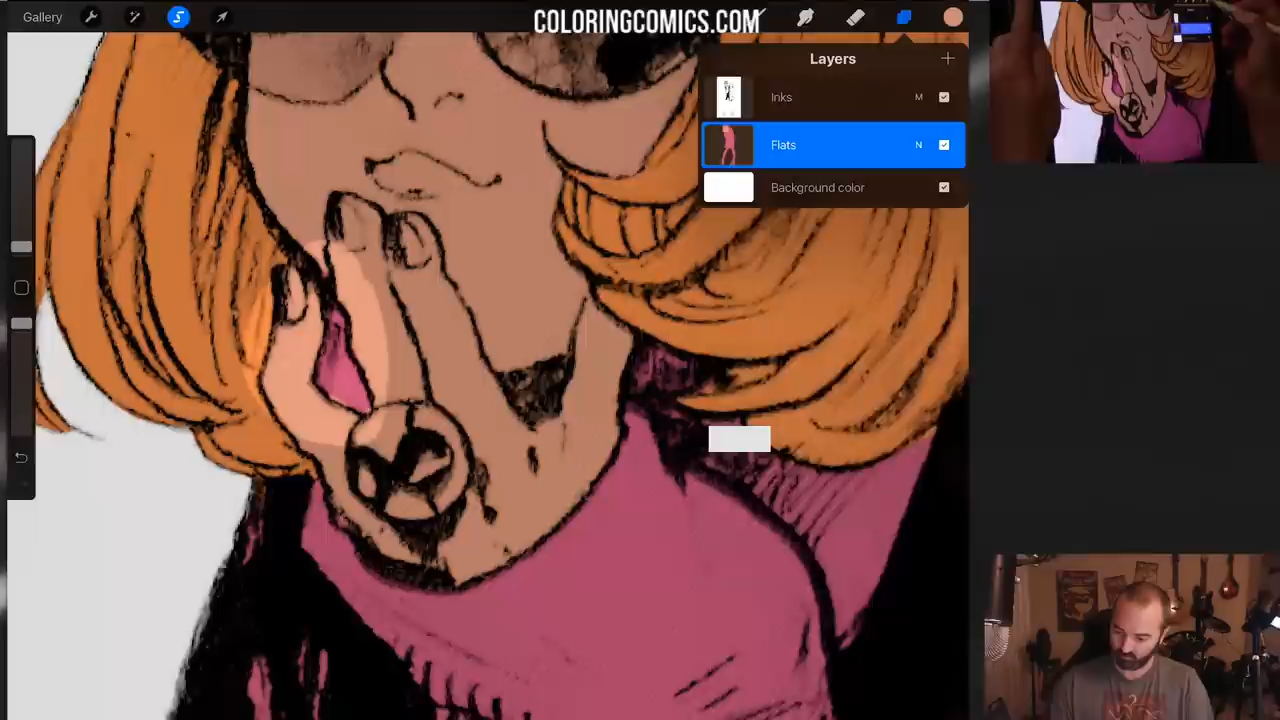 Gallery
COLORINGCOMICS.COM
Layers
Inks M
Flats N
Background color